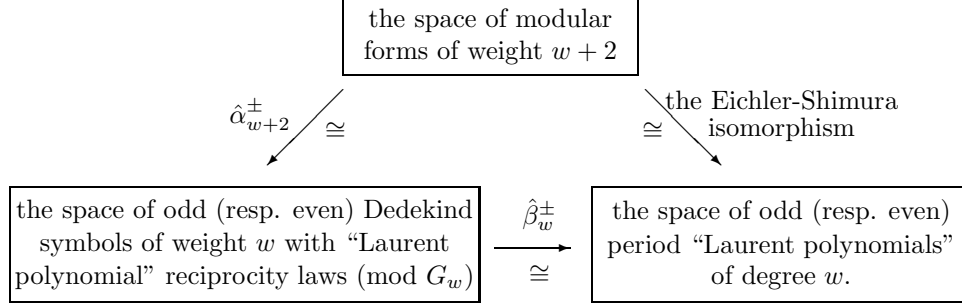 the space of modular
forms of weight w + 2
α̂±w+2
≅
≅
the Eichler-Shimura
isomorphism
the space of odd (resp. even) Dedekind
symbols of weight w with “Laurent
polynomial” reciprocity laws (mod Gw)
β̂±w
≅
the space of odd (resp. even)
period “Laurent polynomials”
of degree w.